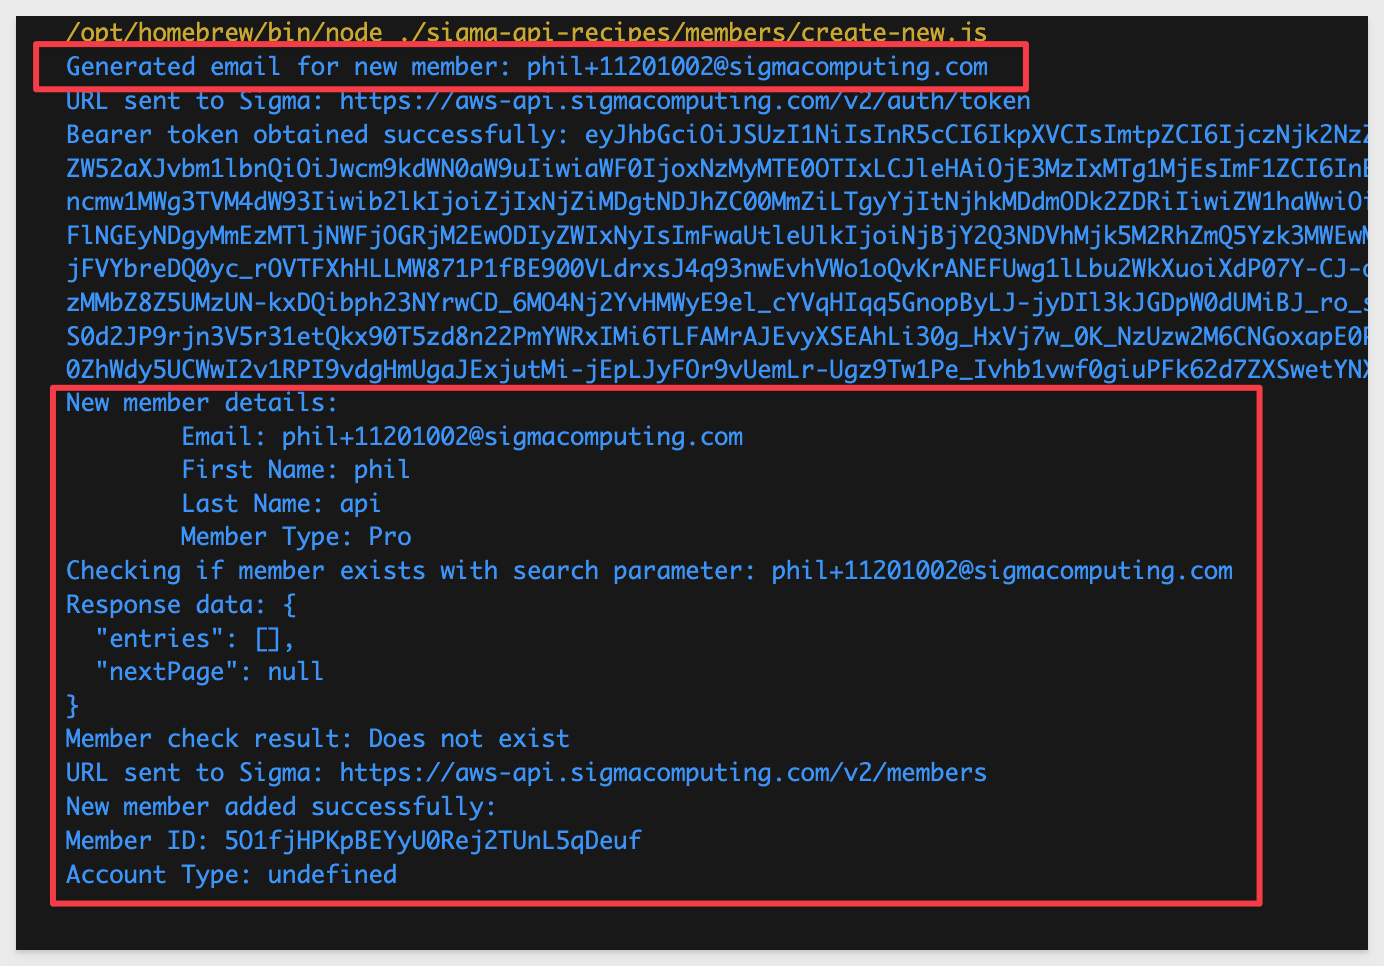 /opt/homebrew/bin/node ./sigma-api-recipes/members/create-new.js
Generated email for new member: phil+11201002@sigmacomputing.com
URL sent to Sigma: https://aws-api.sigmacomputing.com/v2/auth/token
Bearer token obtained successfully: eyJhbGciOiJSUzI1NiIsInR5cCI6IkpXVCIsImtpZCI6IjczNjk2NzZ
ZW52aXJvbm1lbnQiOiJwcm9kdWN0aW9uIiwiaWF0IjoxNzMyMTE0OTIxLCJleHAiOjE3MzIxMTg1MjEsImF1ZCI6InB
ncmw1MWg3TVM4dW93Iiwib2lkIjoiZjIxNjZiMDgtNDJhZC00MmZiLTgyYjItNjhkMDdmODk2ZDRiIiwiZW1haWwiOi
FlNGEyNDgyMmEzMTljNWFjOGRjM2EwODIyZWIxNyIsImFwaUtleUlkIjoiNjBjY2Q3NDVhMjk5M2RhZmQ5Yzk3MWEwM
jFVYbreDQ0yc_rOVTFXhHLLMW871P1fBE900VLdrxsJ4q93nwEvhVWo1oQvKrANEFUwg1lLbu2WkXuoiXdP07Y-CJ-
zMMbZ8Z5UMzUN-kxDQibph23NYrwCD_6MO4Nj2YvHMWyE9el_cYVqHIqq5GnopByLJ-jyDIl3kJGDpW0dUMiBJ_ro_s
S0d2JP9rjn3V5r31etQkx90T5zd8n22PmYWRxIMi6TLFAMrAJEvyXSEAhLi30g_HxVj7w_0K_NzUzw2M6CNGoxapE0F
0ZhWdy5UCWwI2v1RPI9vdgHmUgaJExjutMi-jEpLJyFOr9vUemLr-Ugz9Tw1Pe_Ivhb1vwf0giuPFk62d7ZXSwetYNX
New member details:
Email: phil+11201002@sigmacomputing.com
First Name: phil
Last Name: api
Member Type: Pro
Checking if member exists with search parameter: phil+11201002@sigmacomputing.com
Response data: {
"entries": [],
"nextPage": null
}
Member check result: Does not exist
URL sent to Sigma: https://aws-api.sigmacomputing.com/v2/members
New member added successfully:
Member ID: 5O1fjHPKpBEYyU0Rej2TUnL5qDeuf
Account Type: undefined